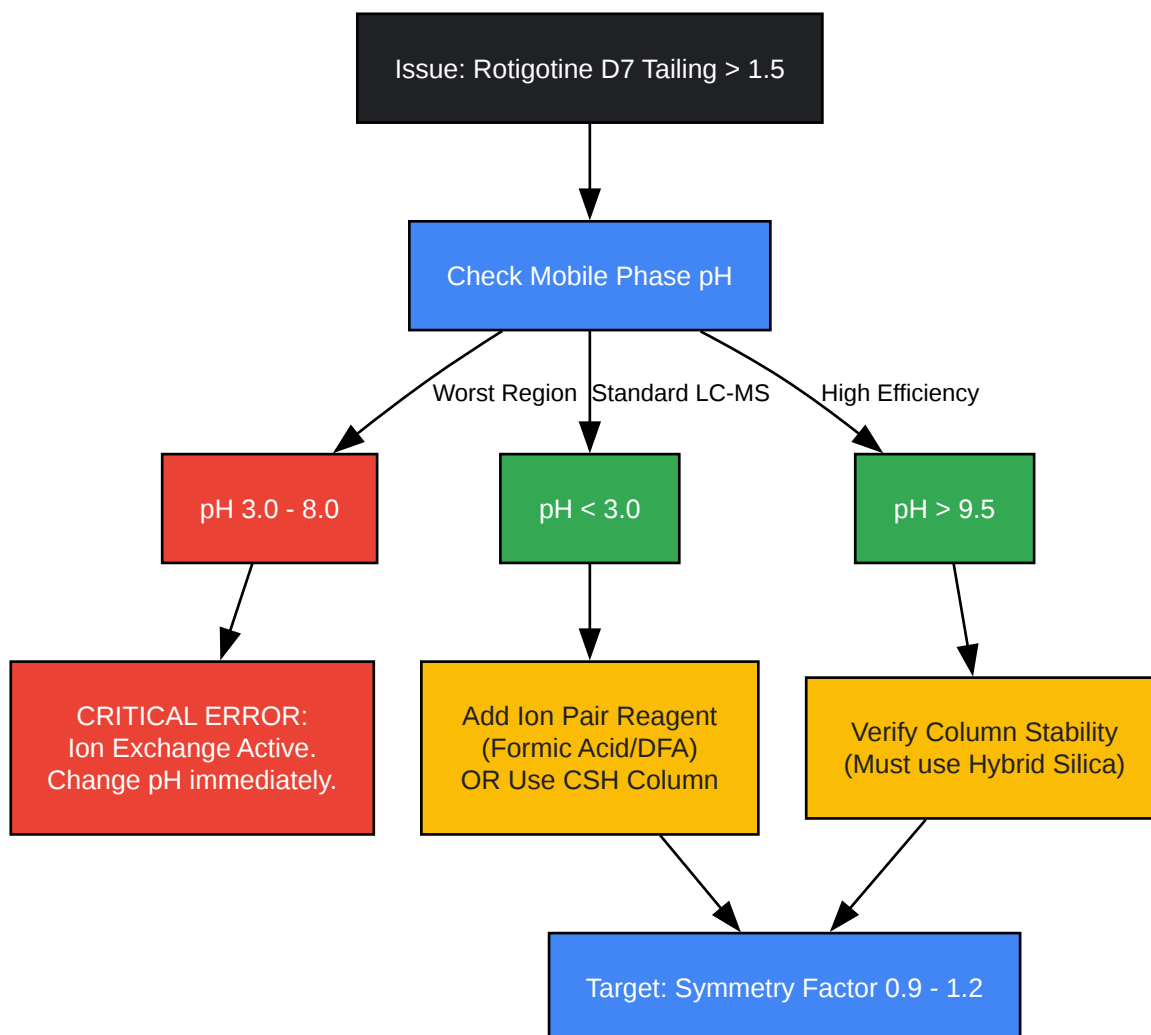 Issue: Rotigotine D7 Tailing > 1.5
Check Mobile Phase pH
Worst Region
Standard LC-MS
High Efficiency
pH 3.0 - 8.0
pH < 3.0
pH > 9.5
CRITICAL ERROR:
Ion Exchange Active.
Change pH immediately.
Add Ion Pair Reagent
(Formic Acid/DFA)
OR Use CSH Column
Verify Column Stability
(Must use Hybrid Silica)
Target: Symmetry Factor 0.9 - 1.2